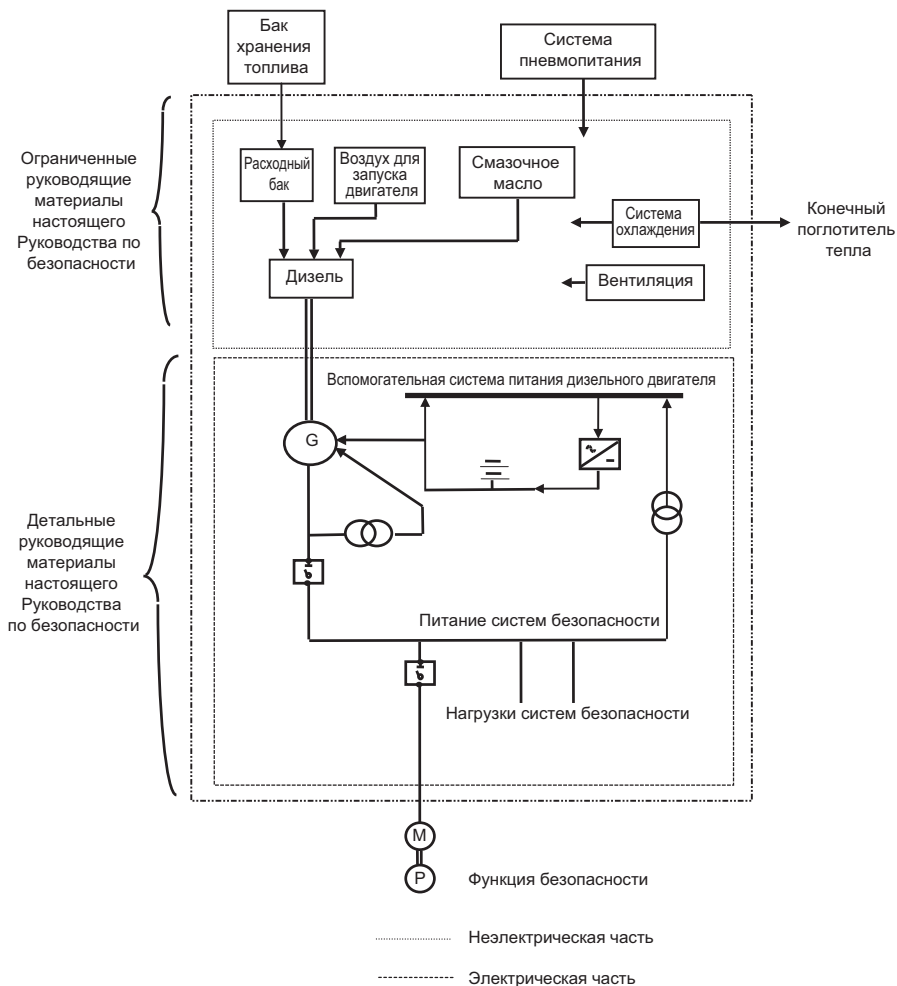 Бак
хранения
топлива
Система
пневмопитания
Ограниченные
руководящие
материалы
настоящего
Руководства по
безопасности
Расходный
бак
Воздух для
запуска
двигателя
Смазочное
масло
Система
охлаждения
Конечный
поглотитель
тепла
Дизель
Вентиляция
Вспомогательная система питания дизельного двигателя
G
Детальные
руководящие
материалы
настоящего
Руководства
по безопасности
Питание систем безопасности
Нагрузки систем безопасности
M
P
Функция безопасности
Неэлектрическая часть
Электрическая часть